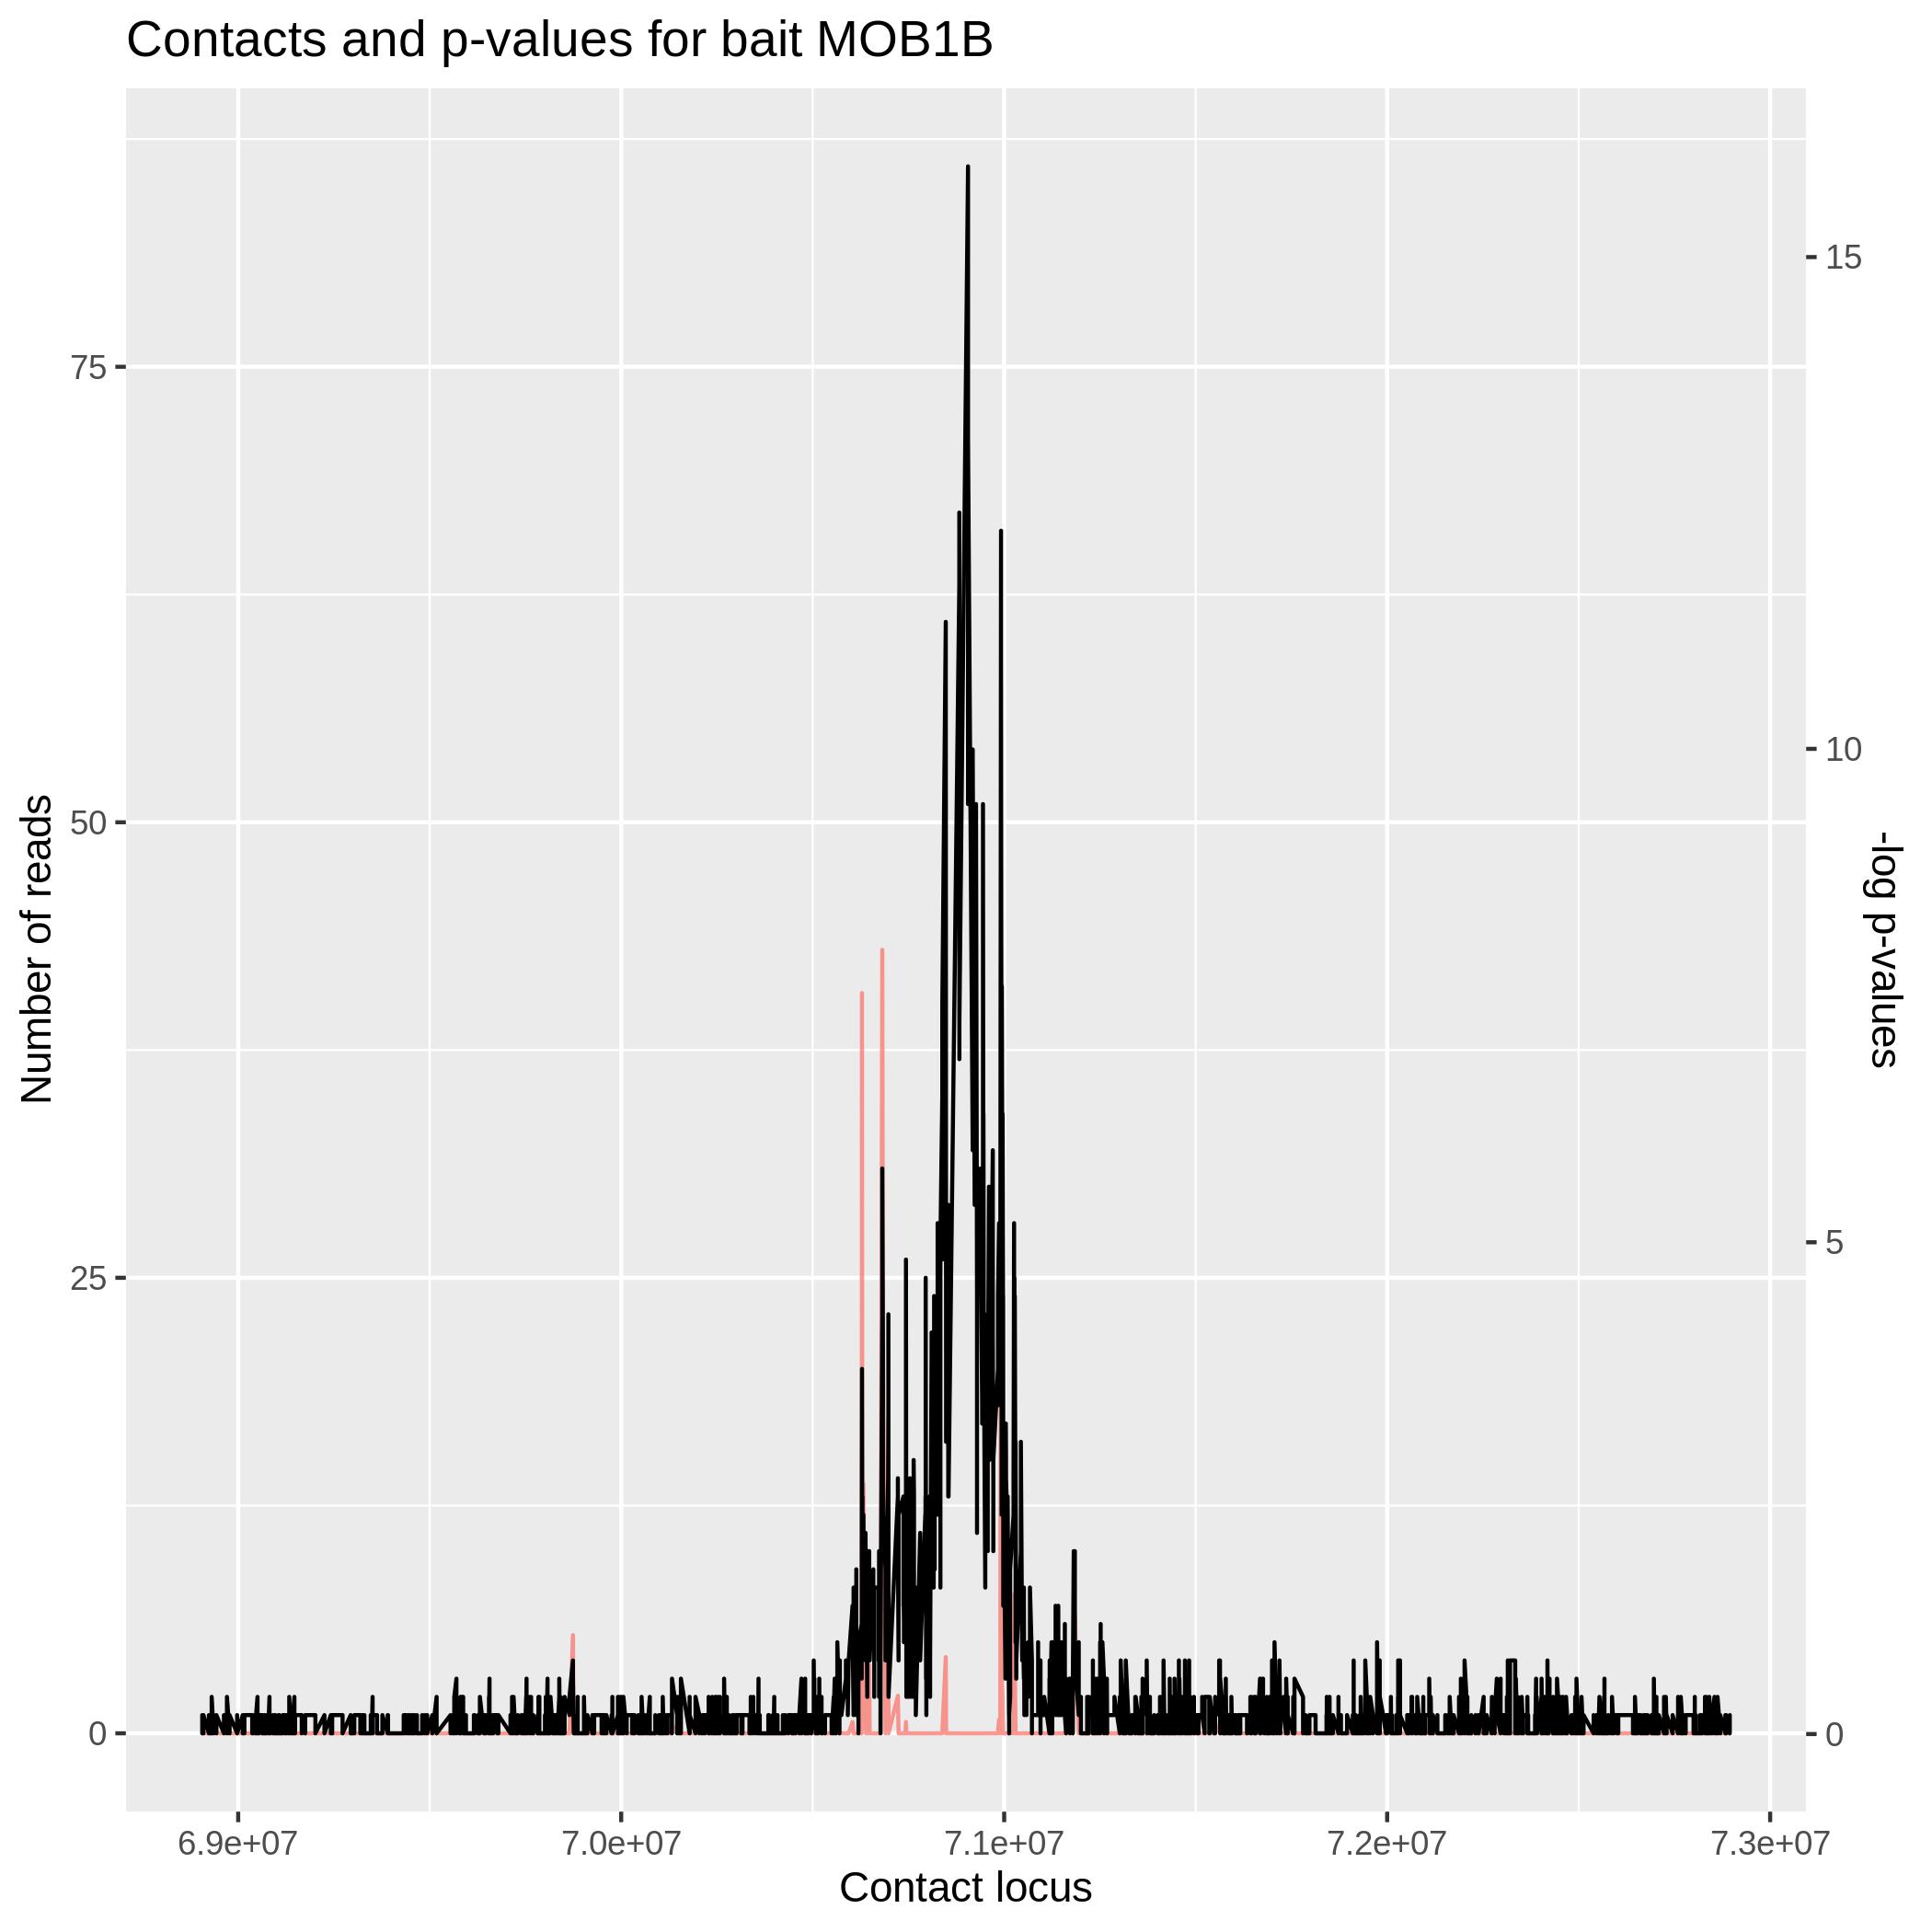 Contacts and p-values for bait MOB1B
Number of reads
75
50
25
0
15
10
5
0
-log p-values
6.9e+07 7.0e+07 7.1e+07 7.2e+07 7.3e+07
Contact locus